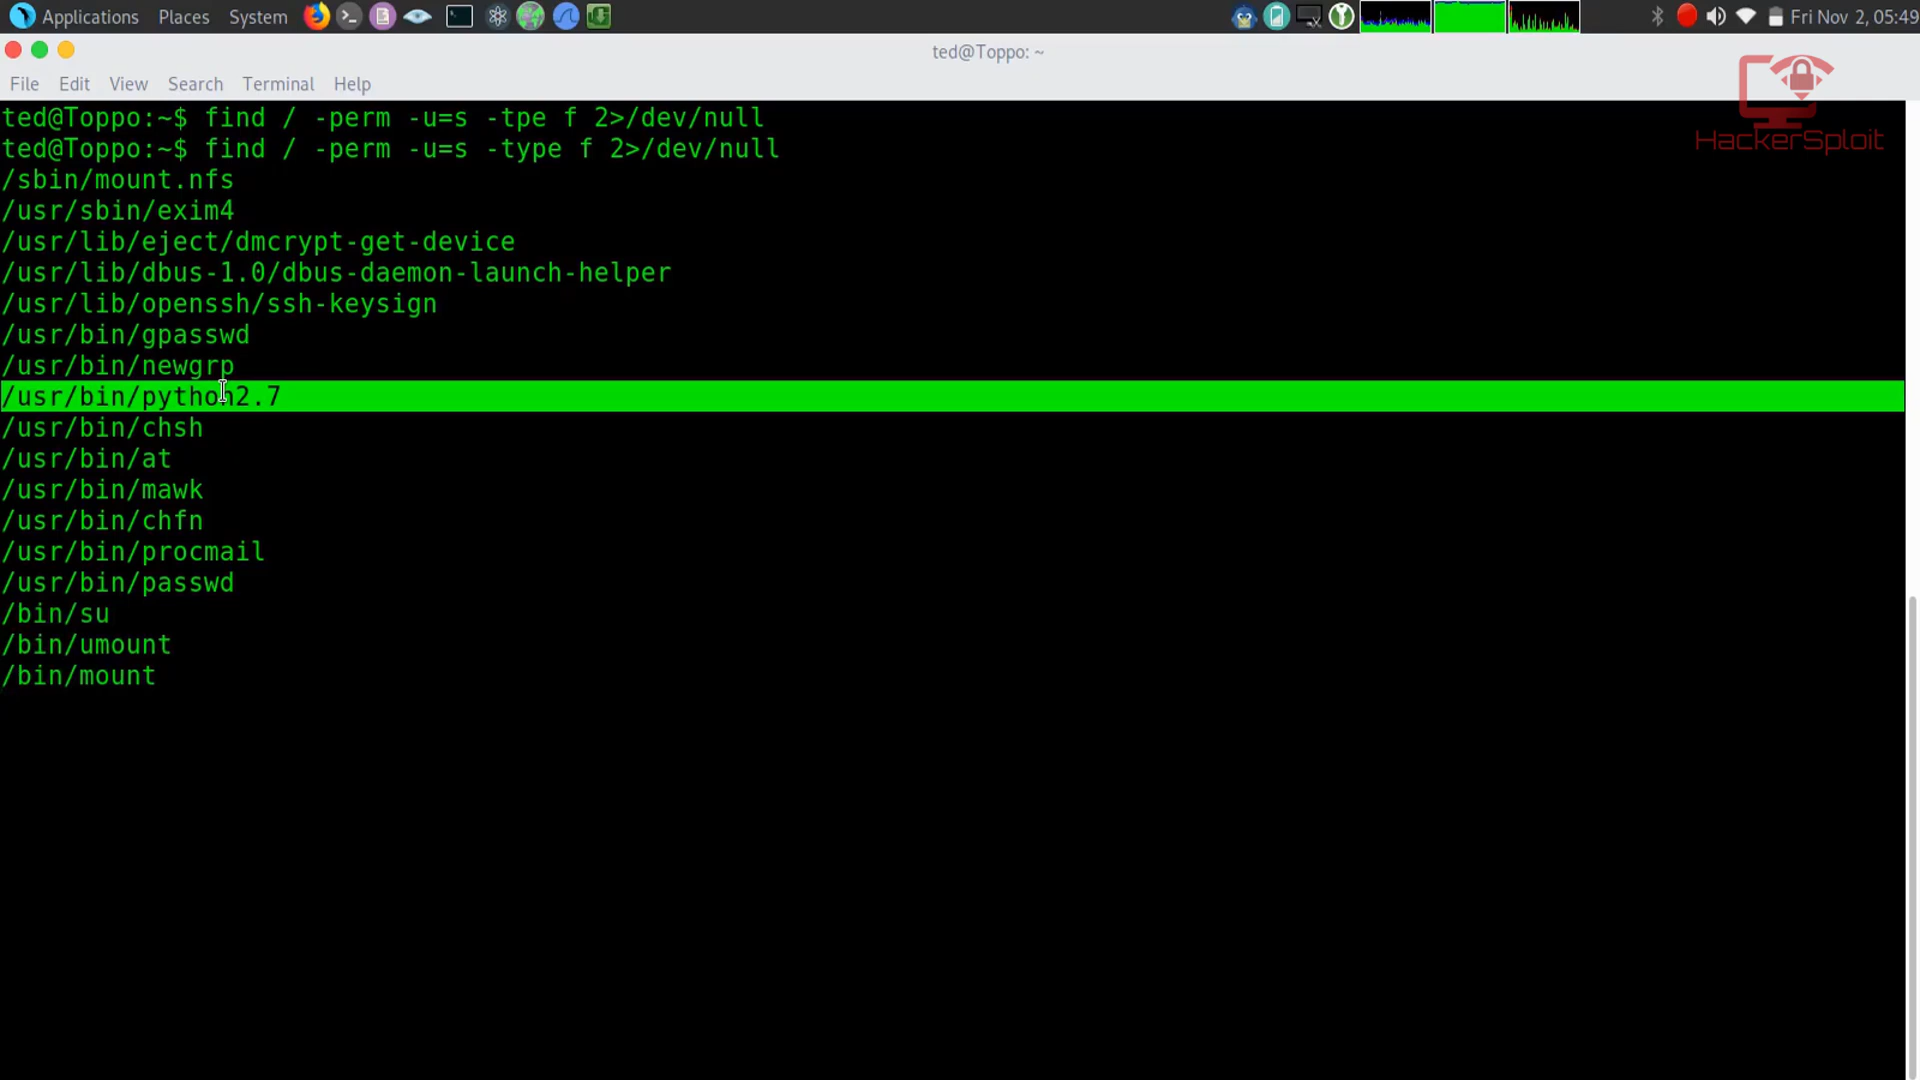 Applications Places System Fri Nov 2, 05:49
ted@Toppo: ~
File Edit View Search Terminal Help
HackerSploit
ted@Toppo:~$ find / -perm -u=s -tpe f 2>/dev/null
ted@Toppo:~$ find / -perm -u=s -type f 2>/dev/null
/sbin/mount.nfs
/usr/sbin/exim4
/usr/lib/eject/dmcrypt-get-device
/usr/lib/dbus-1.0/dbus-daemon-launch-helper
/usr/lib/openssh/ssh-keysign
/usr/bin/gpasswd
/usr/bin/newgrp
/usr/bin/python2.7
/usr/bin/chsh
/usr/bin/at
/usr/bin/mawk
/usr/bin/chfn
/usr/bin/procmail
/usr/bin/passwd
/bin/su
/bin/umount
/bin/mount